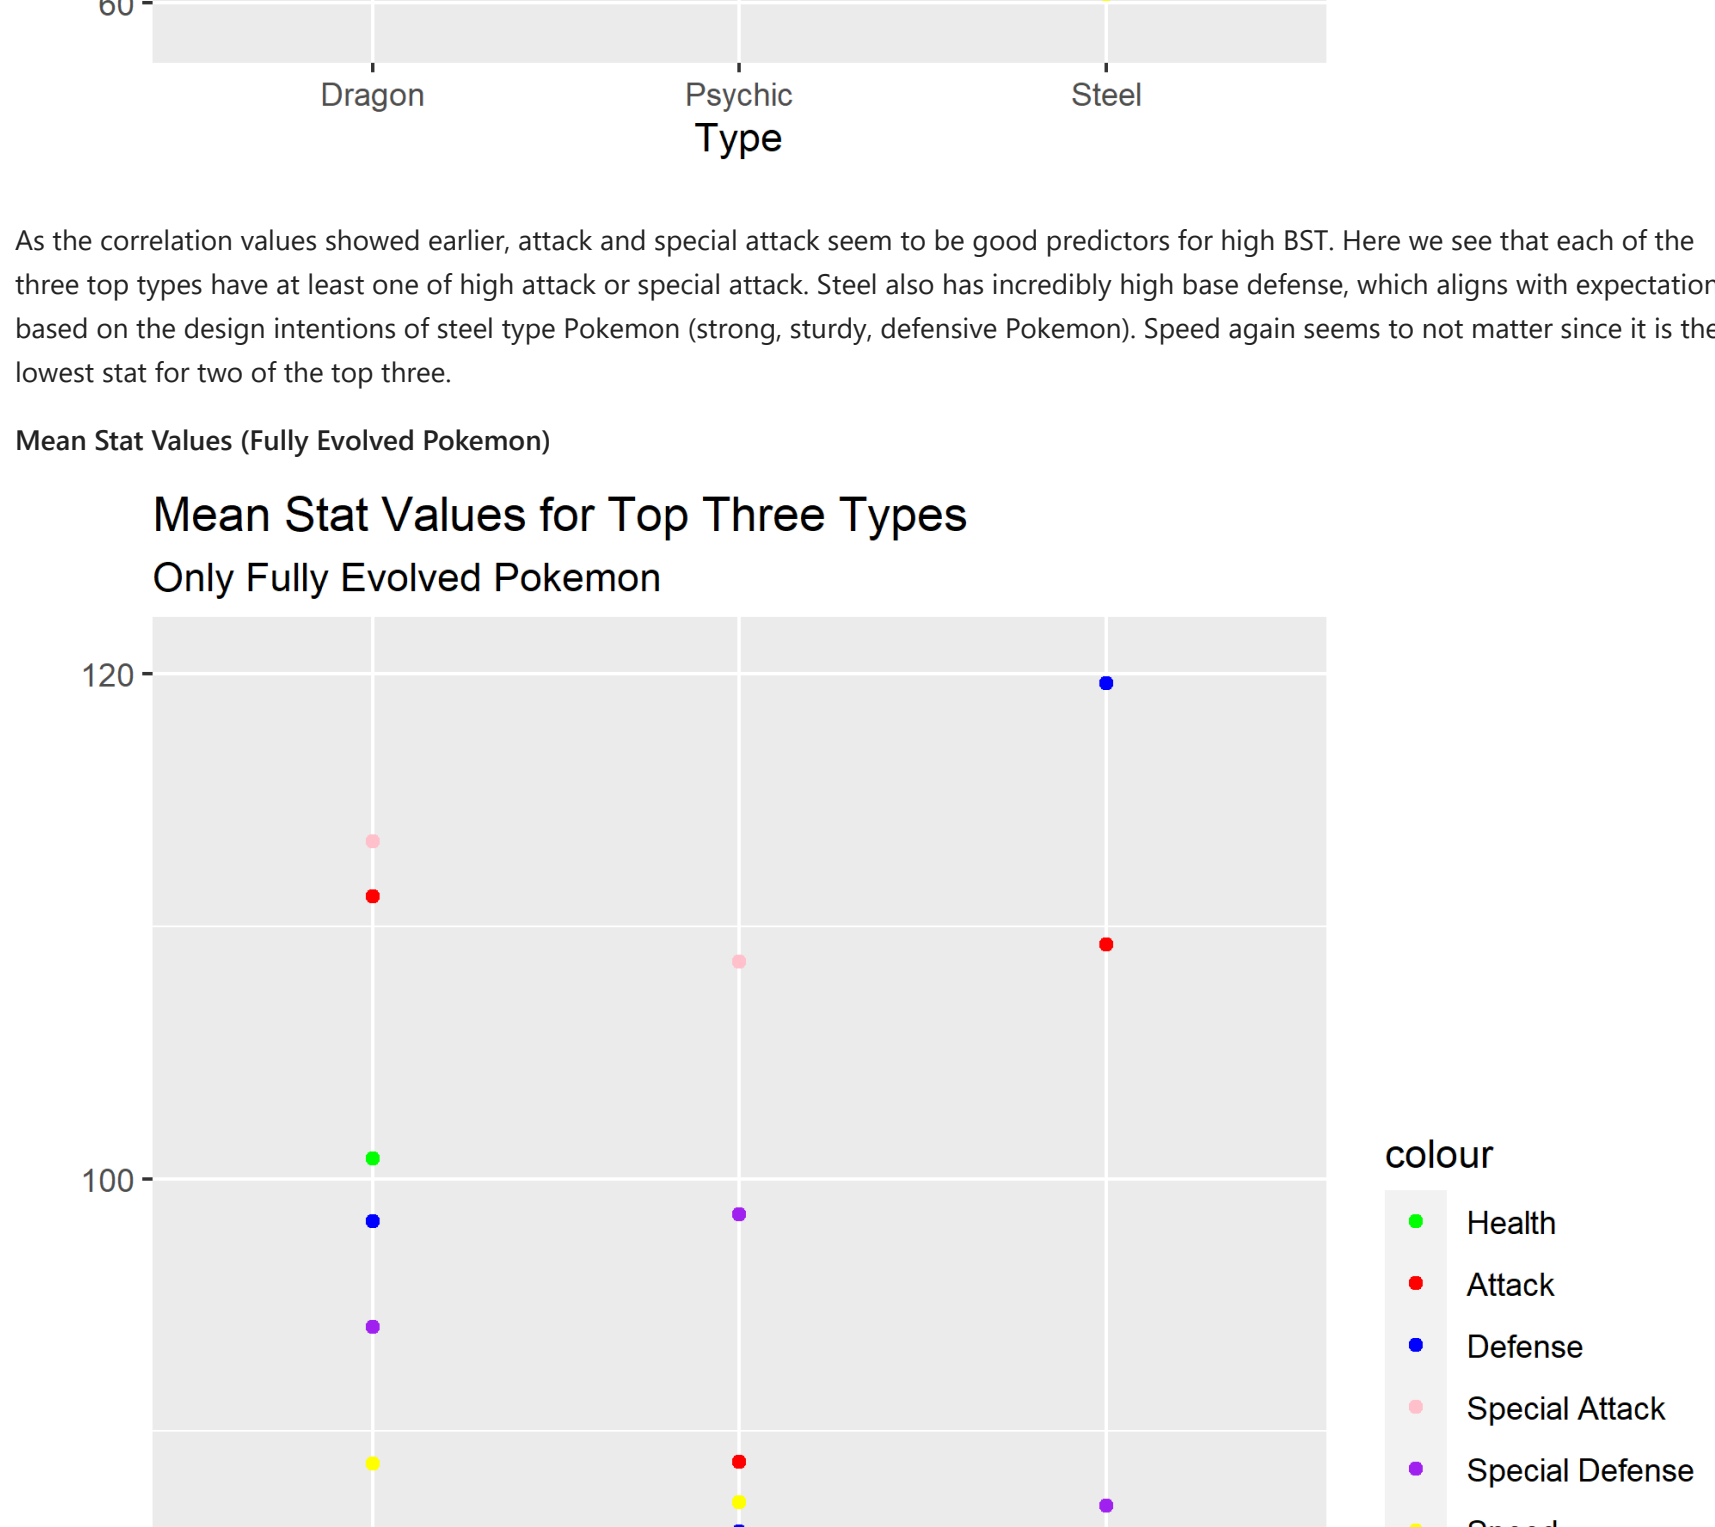 60
Dragon Psychic Steel
Type
As the correlation values showed earlier, attack and special attack seem to be good predictors for high BST. Here we see that each of the
three top types have at least one of high attack or special attack. Steel also has incredibly high base defense, which aligns with expectation
based on the design intentions of steel type Pokemon (strong, sturdy, defensive Pokemon). Speed again seems to not matter since it is the
lowest stat for two of the top three.
Mean Stat Values (Fully Evolved Pokemon)
Mean Stat Values for Top Three Types
Only Fully Evolved Pokemon
120
100
colour
Health
Attack
Defense
Special Attack
Special Defense
Speed